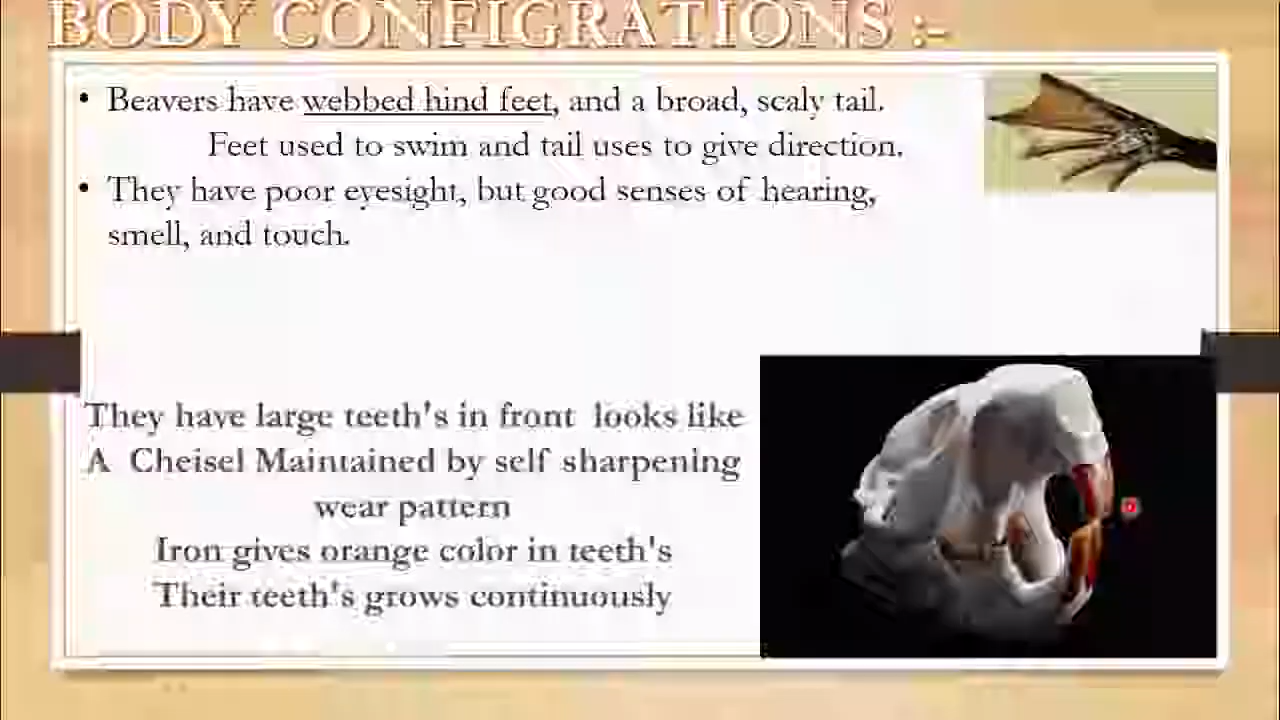 BODY CONFIGRATIONS :-
• Beavers have webbed hind feet, and a broad, scaly tail.
Feet used to swim and tail uses to give direction.
• They have poor eyesight, but good senses of hearing,
smell, and touch.
They have large teeth's in front looks like
A Cheisel Maintained by self sharpening
wear pattern
Iron gives orange color in teeth's
Their teeth's grows continuously